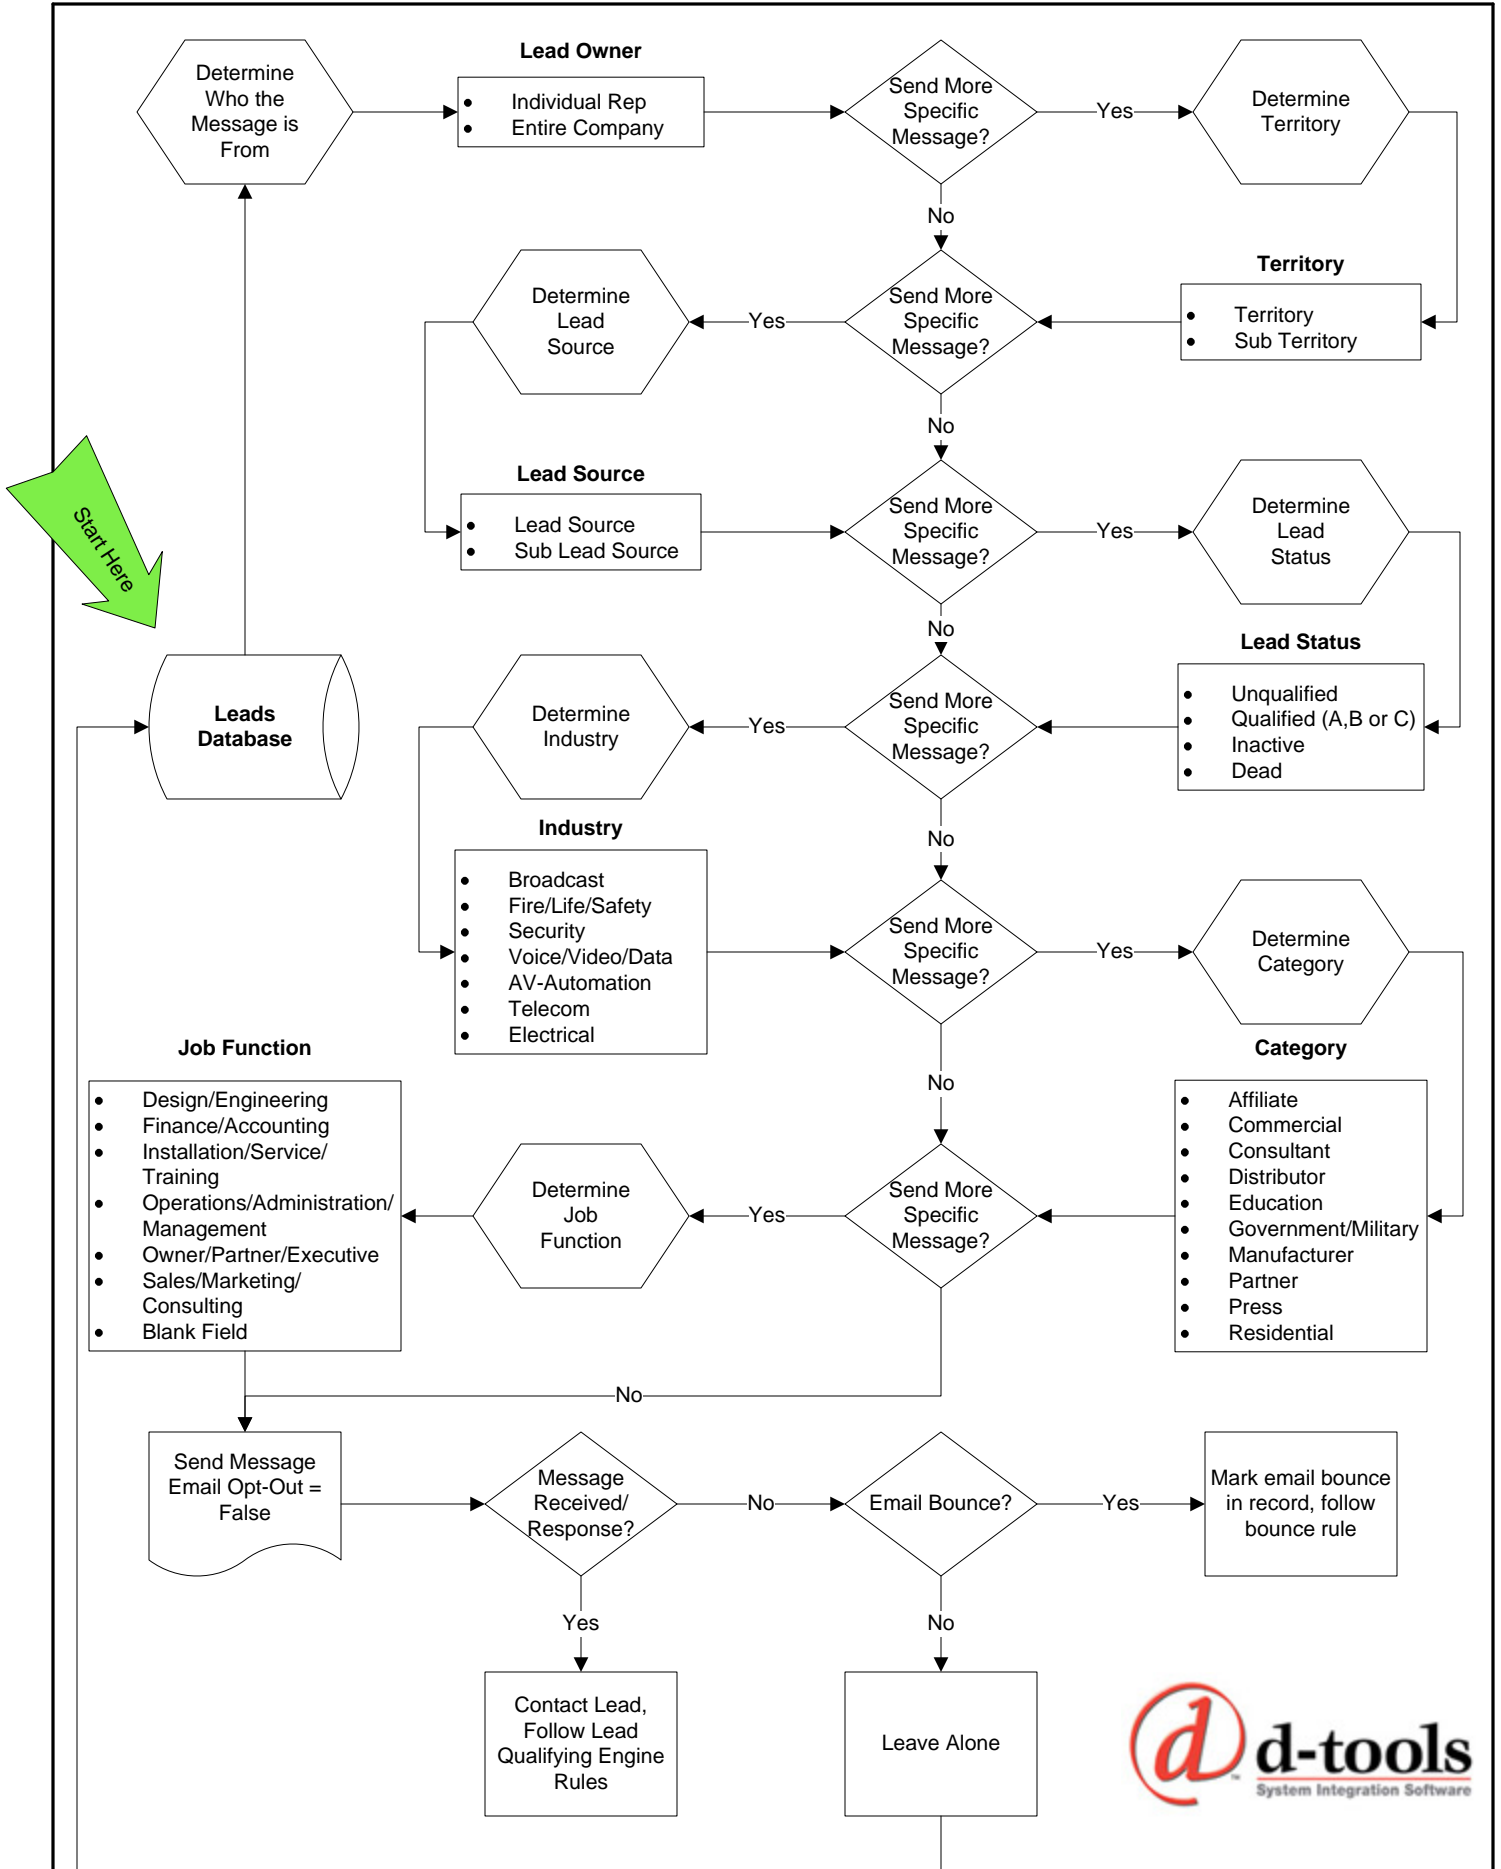 Determine
Who the
Message is
From
Lead Owner
• Individual Rep
• Entire Company
Send More
Specific
Message?
Yes
Determine
Territory
No
Determine
Lead
Source
Yes
Send More
Specific
Message?
Territory
• Territory
• Sub Territory
No
Start Here
Lead Source
• Lead Source
• Sub Lead Source
Send More
Specific
Message?
Yes
Determine
Lead
Status
No
Leads
Database
Determine
Industry
Yes
Send More
Specific
Message?
Lead Status
• Unqualified
• Qualified (A,B or C)
• Inactive
• Dead
No
Industry
• Broadcast
• Fire/Life/Safety
• Security
• Voice/Video/Data
• AV-Automation
• Telecom
• Electrical
Send More
Specific
Message?
Yes
Determine
Category
No
Job Function
• Design/Engineering
• Finance/Accounting
• Installation/Service/
Training
• Operations/Administration/
Management
• Owner/Partner/Executive
• Sales/Marketing/
Consulting
• Blank Field
Determine
Job
Function
Yes
Send More
Specific
Message?
Category
• Affiliate
• Commercial
• Consultant
• Distributor
• Education
• Government/Military
• Manufacturer
• Partner
• Press
• Residential
No
Send Message
Email Opt-Out =
False
Message
Received/
Response?
No
Email Bounce?
Yes
Mark email bounce
in record, follow
bounce rule
Yes
No
Contact Lead,
Follow Lead
Qualifying Engine
Rules
Leave Alone
d
™
d-tools
System Integration Software